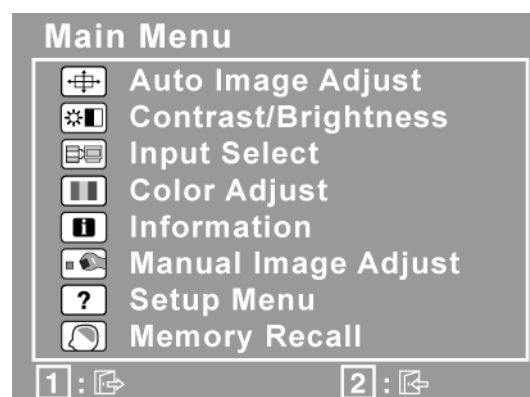 Main Menu
Auto Image Adjust
Contrast/Brightness
Input Select
Color Adjust
i Information
Manual Image Adjust
? Setup Menu
Memory Recall
1 : 2 :